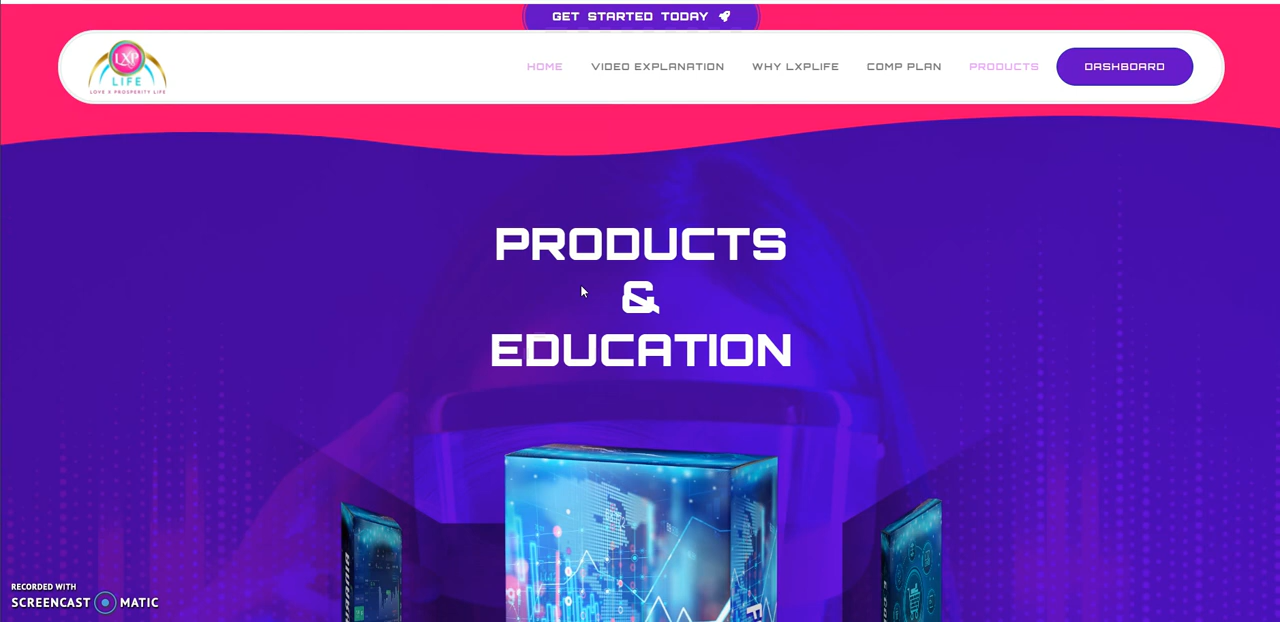 GET STARTED TODAY
LXP
LIFE
LOVE X PROSPERITY LIFE
HOME
VIDEO EXPLANATION
WHY LXPLIFE
COMP PLAN
PRODUCTS
DASHBOARD
PRODUCTS
&
EDUCATION
RECORDED WITH
SCREENCAST MATIC